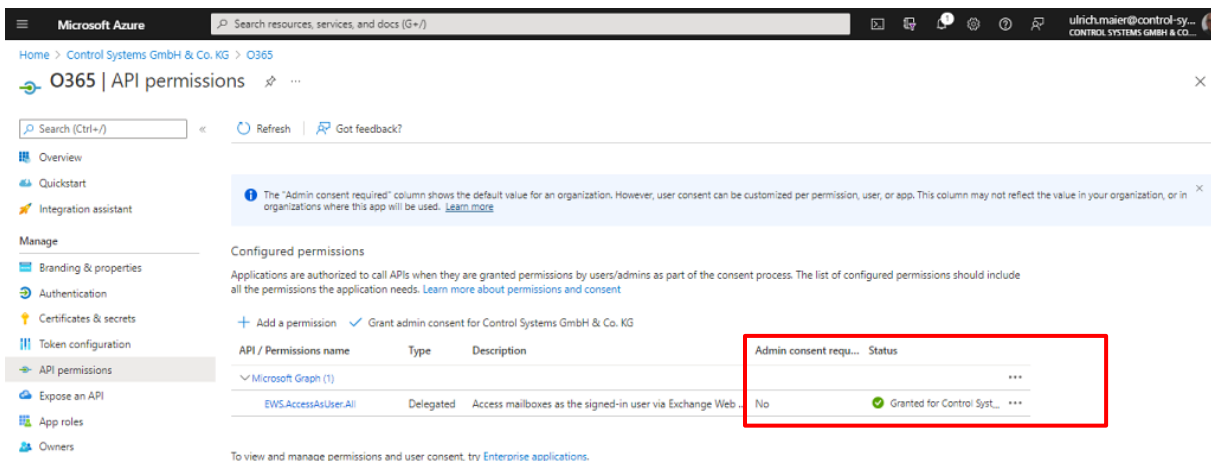 Microsoft Azure
Search resources, services, and docs (G+/)
1
ulrich.maier@control-sy...
CONTROL SYSTEMS GMBH & CO....
Home > Control Systems GmbH & Co. KG > O365
O365 | API permissions ...
Search (Ctrl+/)
«
Refresh
Got feedback?
Overview
Quickstart
Integration assistant
The "Admin consent required" column shows the default value for an organization. However, user consent can be customized per permission, user, or app. This column may not reflect the value in your organization, or in
organizations where this app will be used. Learn more
Manage
Branding & properties
Authentication
Certificates & secrets
Token configuration
API permissions
Expose an API
App roles
Owners
Configured permissions
Applications are authorized to call APIs when they are granted permissions by users/admins as part of the consent process. The list of configured permissions should include
all the permissions the application needs. Learn more about permissions and consent
+ Add a permission ✓ Grant admin consent for Control Systems GmbH & Co. KG
API / Permissions name Type Description Admin consent requ... Status
Microsoft Graph (1) ...
EWS.AccessAsUser.All Delegated Access mailboxes as the signed-in user via Exchange Web ... No Granted for Control Syst... ...
To view and manage permissions and user consent, try Enterprise applications.